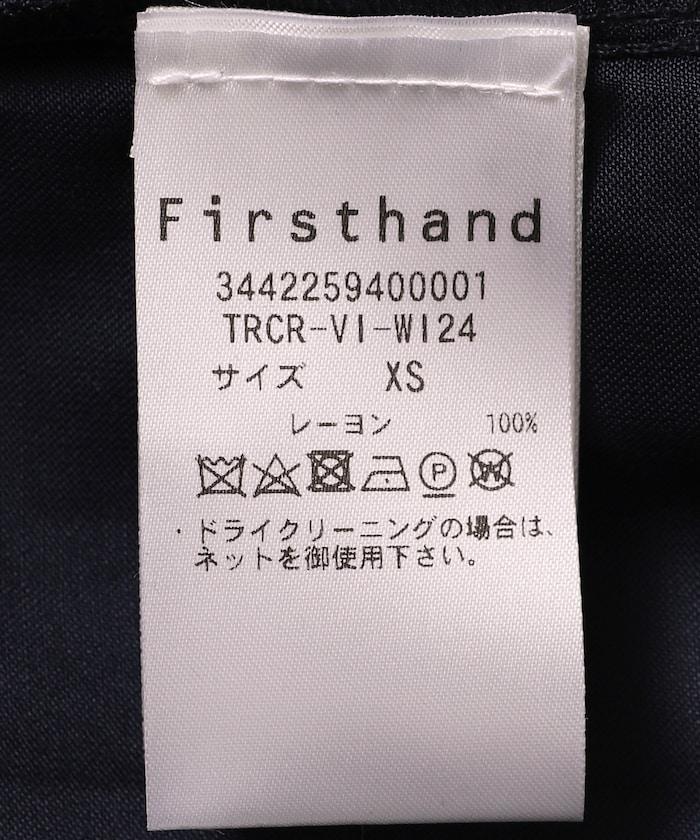 Firsthand
3442259400001
TRCR-VI-WI24
サイズ XS
レーヨン 100%
P W
・ドライクリーニングの場合は、
ネットを御使用下さい。